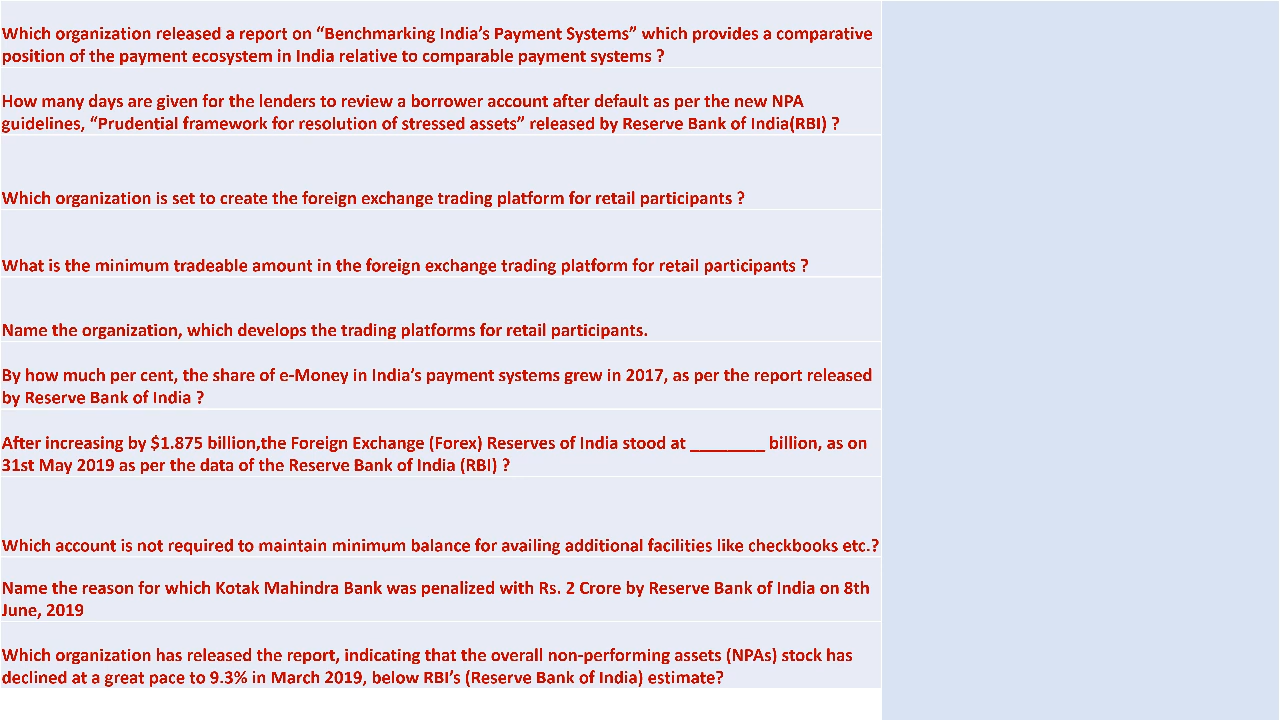 Which organization released a report on “Benchmarking India’s Payment Systems” which provides a comparative
position of the payment ecosystem in India relative to comparable payment systems ?
How many days are given for the lenders to review a borrower account after default as per the new NPA
guidelines, “Prudential framework for resolution of stressed assets” released by Reserve Bank of India(RBI) ?
Which organization is set to create the foreign exchange trading platform for retail participants ?
What is the minimum tradeable amount in the foreign exchange trading platform for retail participants ?
Name the organization, which develops the trading platforms for retail participants.
By how much per cent, the share of e-Money in India’s payment systems grew in 2017, as per the report released
by Reserve Bank of India ?
After increasing by $1.875 billion,the Foreign Exchange (Forex) Reserves of India stood at ________ billion, as on
31st May 2019 as per the data of the Reserve Bank of India (RBI) ?
Which account is not required to maintain minimum balance for availing additional facilities like checkbooks etc.?
Name the reason for which Kotak Mahindra Bank was penalized with Rs. 2 Crore by Reserve Bank of India on 8th
June, 2019
Which organization has released the report, indicating that the overall non-performing assets (NPAs) stock has
declined at a great pace to 9.3% in March 2019, below RBI’s (Reserve Bank of India) estimate?